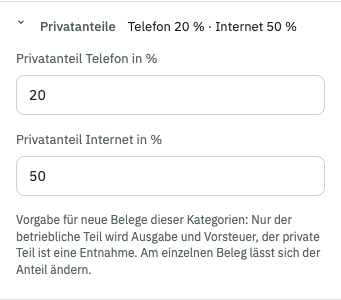 Privatanteile Telefon 20 % · Internet 50 %
Privatanteil Telefon in %
20
Privatanteil Internet in %
50
Vorgabe für neue Belege dieser Kategorien: Nur der
betriebliche Teil wird Ausgabe und Vorsteuer, der private
Teil ist eine Entnahme. Am einzelnen Beleg lässt sich der
Anteil ändern.